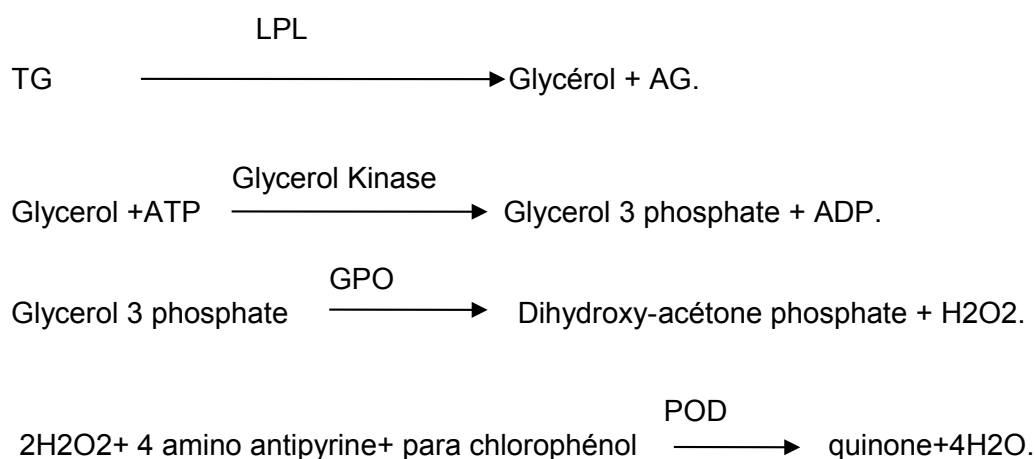 LPL
TG Glycérol + AG.
Glycerol Kinase
Glycerol +ATP Glycerol 3 phosphate + ADP.
GPO
Glycerol 3 phosphate Dihydroxy-acétone phosphate + H2O2.
POD
2H2O2+ 4 amino antipyrine+ para chlorophénol quinone+4H2O.